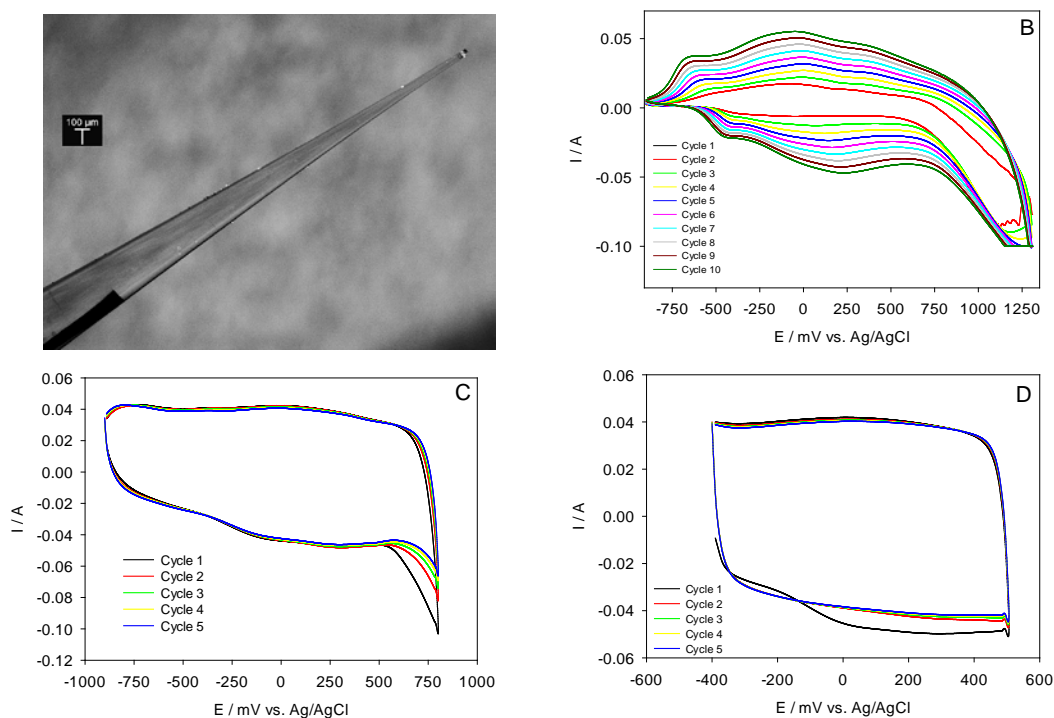 100 µm
B
0.05
0.00
-0.05
-0.10
I / A
Cycle 1
Cycle 2
Cycle 3
Cycle 4
Cycle 5
Cycle 6
Cycle 7
Cycle 8
Cycle 9
Cycle 10
-750 -500 -250 0 250 500 750 1000 1250
E / mV vs. Ag/AgCl
C
0.06
0.04
0.02
0.00
-0.02
-0.04
-0.06
-0.08
-0.10
-0.12
I / A
Cycle 1
Cycle 2
Cycle 3
Cycle 4
Cycle 5
-1000 -750 -500 -250 0 250 500 750 1000
E / mV vs. Ag/AgCl
D
0.06
0.04
0.02
0.00
-0.02
-0.04
-0.06
I / A
Cycle 1
Cycle 2
Cycle 3
Cycle 4
Cycle 5
-600 -400 -200 0 200 400 600
E / mV vs. Ag/AgCl